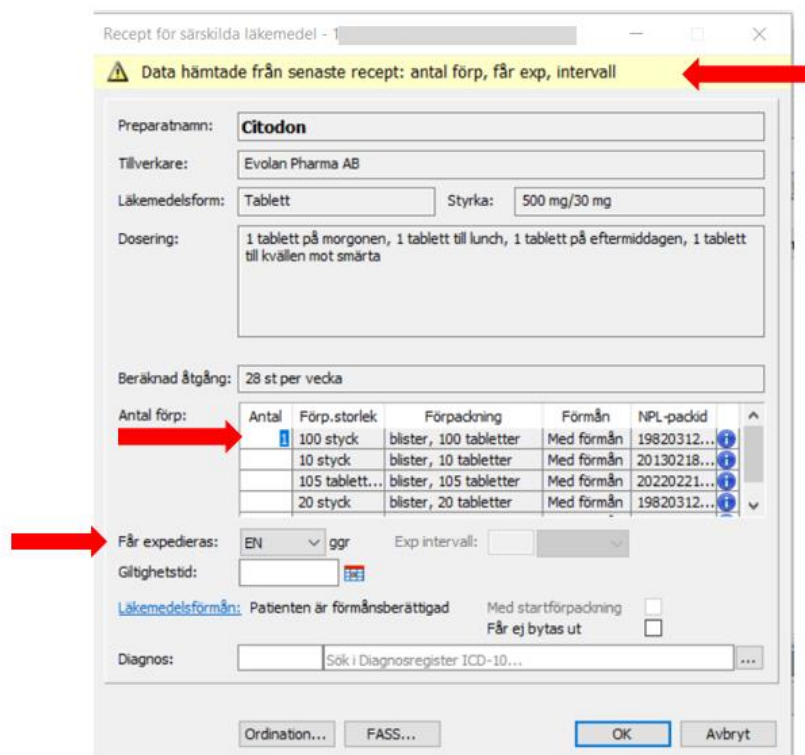 Recept för särskilda läkemedel - 1
Data hämtade från senaste recept: antal förp, får exp, intervall
Preparatnamn: Citodon
Tillverkare: Evolan Pharma AB
Läkemedelsform: Tablett Styrka: 500 mg/30 mg
Dosering: 1 tablett på morgonen, 1 tablett till lunch, 1 tablett på eftermiddagen, 1 tablett
till kvällen mot smärta
Beräknad åtgång: 28 st per vecka
Antal förp: Antal Förp.storlek Förpackning Förmån NPL-packid
1 100 styck blister, 100 tabletter Med förmån 19820312...
10 styck blister, 10 tabletter Med förmån 20130218...
105 tablett... blister, 105 tabletter Med förmån 20220221...
20 styck blister, 20 tabletter Med förmån 19820312...
Får expedieras: EN ggr Exp intervall:
Giltighetstid:
Läkemedelsförmån: Patienten är förmånsberättigad Med startförpackning
Får ej bytas ut
Diagnos: Sök i Diagnosregister ICD-10... ...
Ordination... FASS... OK Avbryt